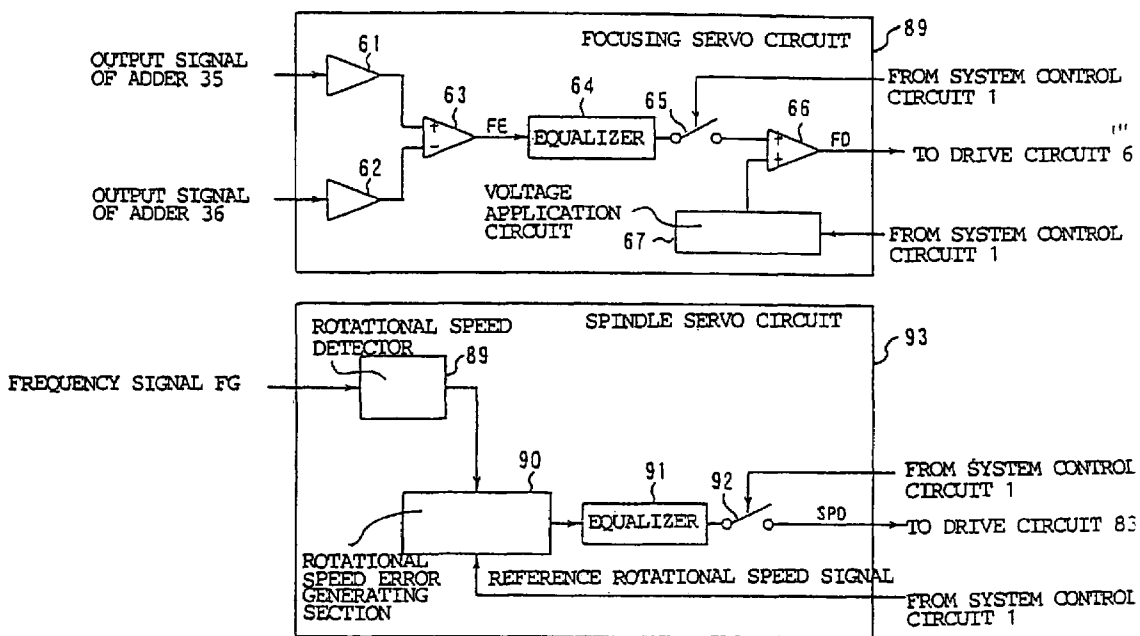 FOCUSING SERVO CIRCUIT
89
OUTPUT SIGNAL
OF ADDER 35
61
FROM SYSTEM CONTROL
CIRCUIT 1
63
64
65
66
+
-
FE
EQUALIZER
+
+
FD
TO DRIVE CIRCUIT 6
OUTPUT SIGNAL
OF ADDER 36
62
VOLTAGE
APPLICATION
CIRCUIT
67
FROM SYSTEM CONTROL
CIRCUIT 1
SPINDLE SERVO CIRCUIT
93
ROTATIONAL SPEED
DETECTOR
89
FREQUENCY SIGNAL FG
90
91
92
FROM SYSTEM CONTROL
CIRCUIT 1
EQUALIZER
SPD
TO DRIVE CIRCUIT 83
ROTATIONAL
SPEED ERROR
GENERATING
SECTION
REFERENCE ROTATIONAL SPEED SIGNAL
FROM SYSTEM CONTROL
CIRCUIT 1